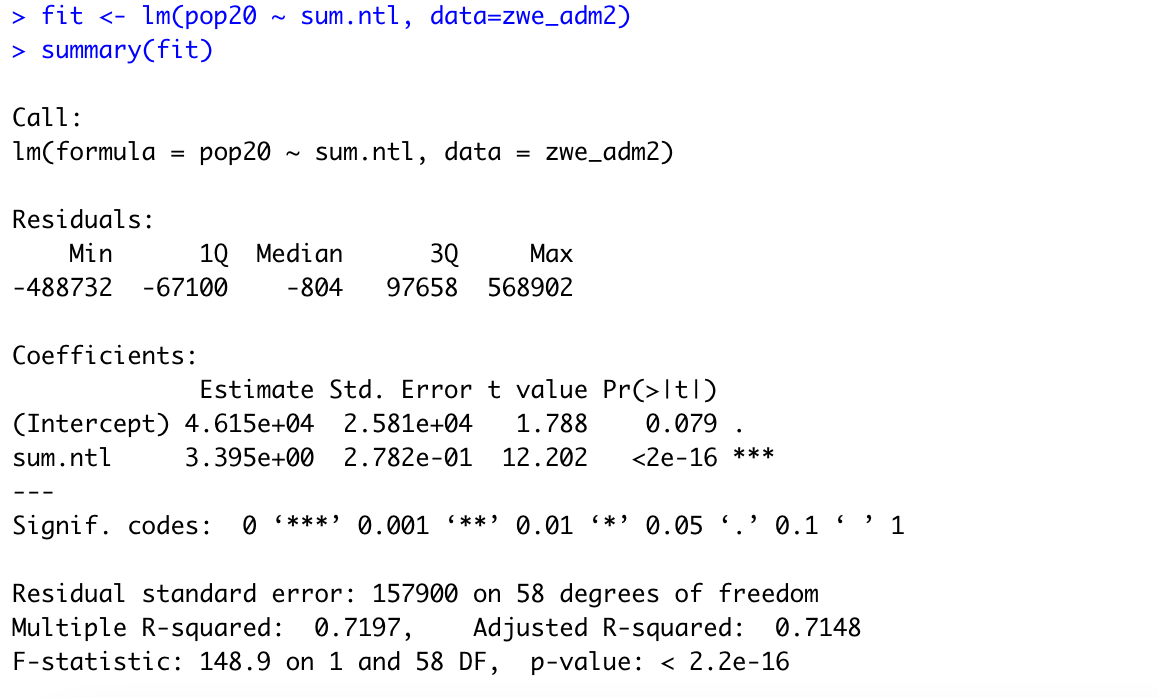 > fit <- lm(pop20 ~ sum.ntl, data=zwe_adm2)
> summary(fit)

Call:
lm(formula = pop20 ~ sum.ntl, data = zwe_adm2)

Residuals:
    Min      1Q  Median      3Q     Max
-488732  -67100    -804   97658  568902

Coefficients:
             Estimate Std. Error t value Pr(>|t|)
(Intercept) 4.615e+04  2.581e+04   1.788    0.079 .
sum.ntl     3.395e+00  2.782e-01  12.202   <2e-16 ***
---
Signif. codes:  0 ‘***’ 0.001 ‘**’ 0.01 ‘*’ 0.05 ‘.’ 0.1 ‘ ’ 1

Residual standard error: 157900 on 58 degrees of freedom
Multiple R-squared:  0.7197,    Adjusted R-squared:  0.7148
F-statistic: 148.9 on 1 and 58 DF,  p-value: < 2.2e-16